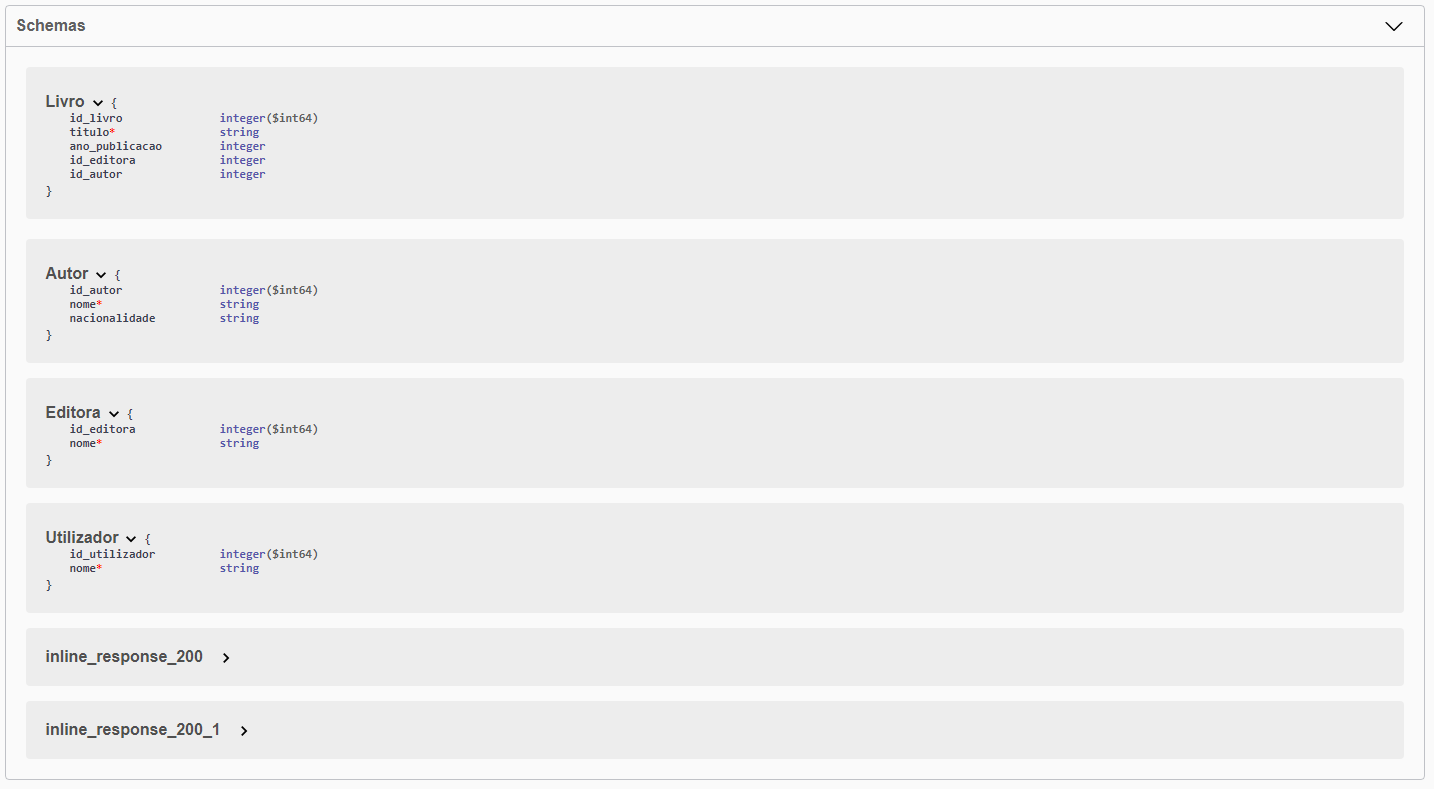 Schemas
Livro {
id_livro integer($int64)
titulo* string
ano_publicacao integer
id_editora integer
id_autor integer
}
Autor {
id_autor integer($int64)
nome* string
nacionalidade string
}
Editora {
id_editora integer($int64)
nome* string
}
Utilizador {
id_utilizador integer($int64)
nome* string
}
inline_response_200
inline_response_200_1